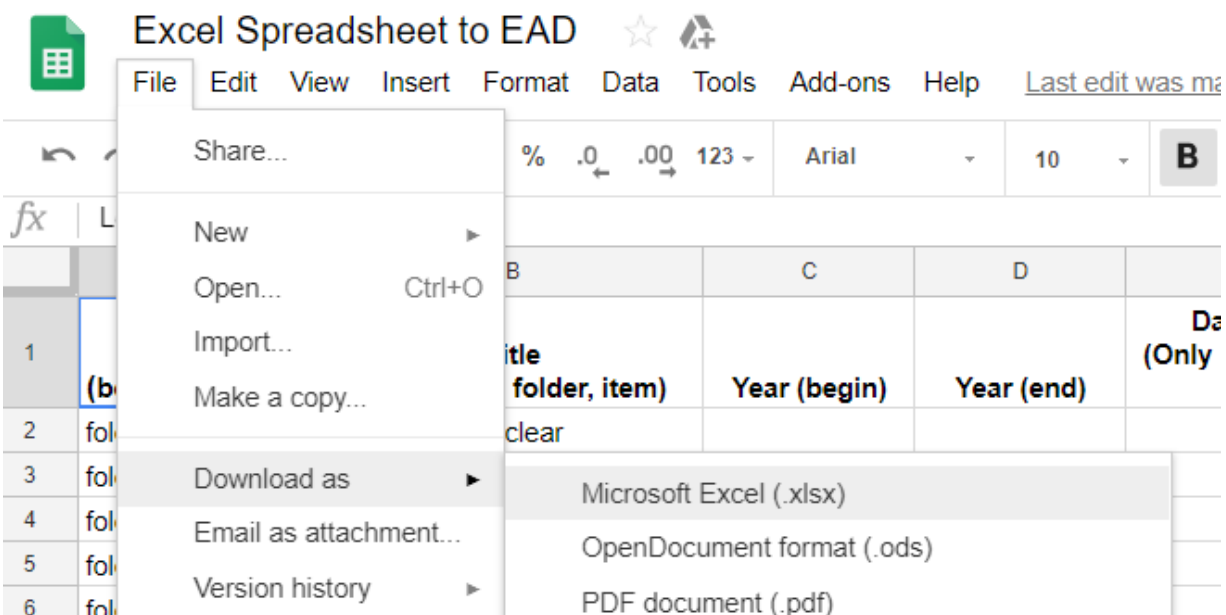 Excel Spreadsheet to EAD
File Edit View Insert Format Data Tools Add-ons Help Last edit was
% .0 .00 123 Arial 10 B
fx
Share...
New
Open... Ctrl+O
Import...
Make a copy...
Download as
Email as attachment...
Version history
Microsoft Excel (.xlsx)
OpenDocument format (.ods)
PDF document (.pdf)
B C D
1 folder, item) Year (begin) Year (end) (Only
2 clear
3
4
5
6